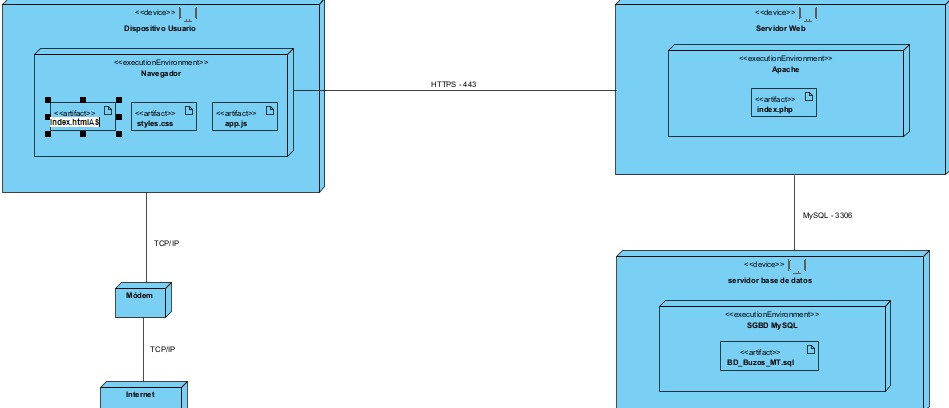 <<device>>
Dispositivo Usuario
<<executionEnvironment>>
Navegador
<<artifact>>
index.htmlAS
<<artifact>>
styles.css
<<artifact>>
app.js
HTTPS - 443
<<device>>
Servidor Web
<<executionEnvironment>>
Apache
<<artifact>>
index.php
TCP/IP
MySQL - 3306
Módem
TCP/IP
Internet
<<device>>
servidor base de datos
<<executionEnvironment>>
SGBD MySQL
<<artifact>>
BD_Buzos_MT.sql